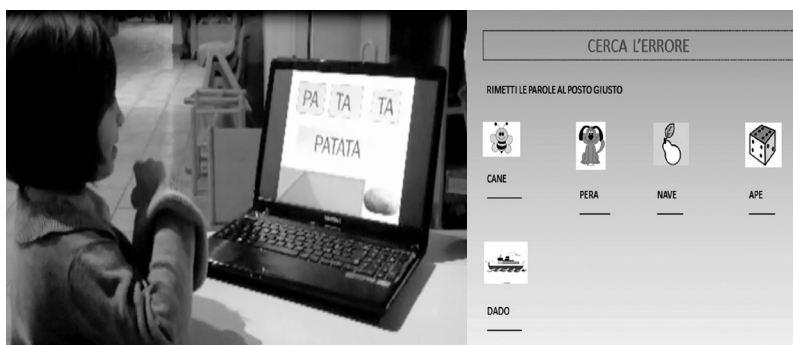 PA TA TA
PATATA
CERCA L'ERRORE
RIMETTI LE PAROLE AL POSTO GIUSTO
CANE
PERA
NAVE
APE
DADO